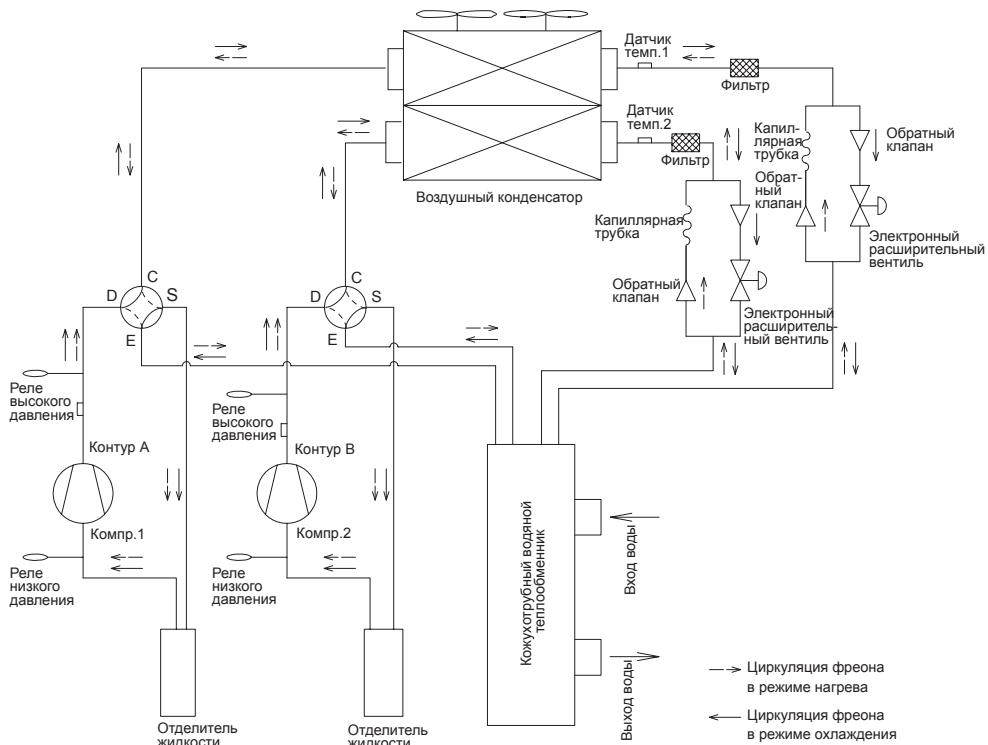 Датчик
темп.1
Фильтр
Датчик
темп.2
Фильтр
Воздушный конденсатор
Капил-
лярная
трубка
Обрат-
ный
клапан
Обратный
клапан
Электронный
расширительный
вентиль
Капиллярная
трубка
Обратный
клапан
Электронный
расширитель-
ный вентиль
C
D
S
E
C
D
S
E
Реле
высокого
давления
Контур А
Компр.1
Реле
низкого
давления
Реле
высокого
давления
Контур В
Компр.2
Реле
низкого
давления
Отделитель
жидкости
Отделитель
жидкости
Кожухотрубный водяной
теплообменник
Вход воды
Выход воды
Циркуляция фреона
в режиме нагрева
Циркуляция фреона
в режиме охлаждения